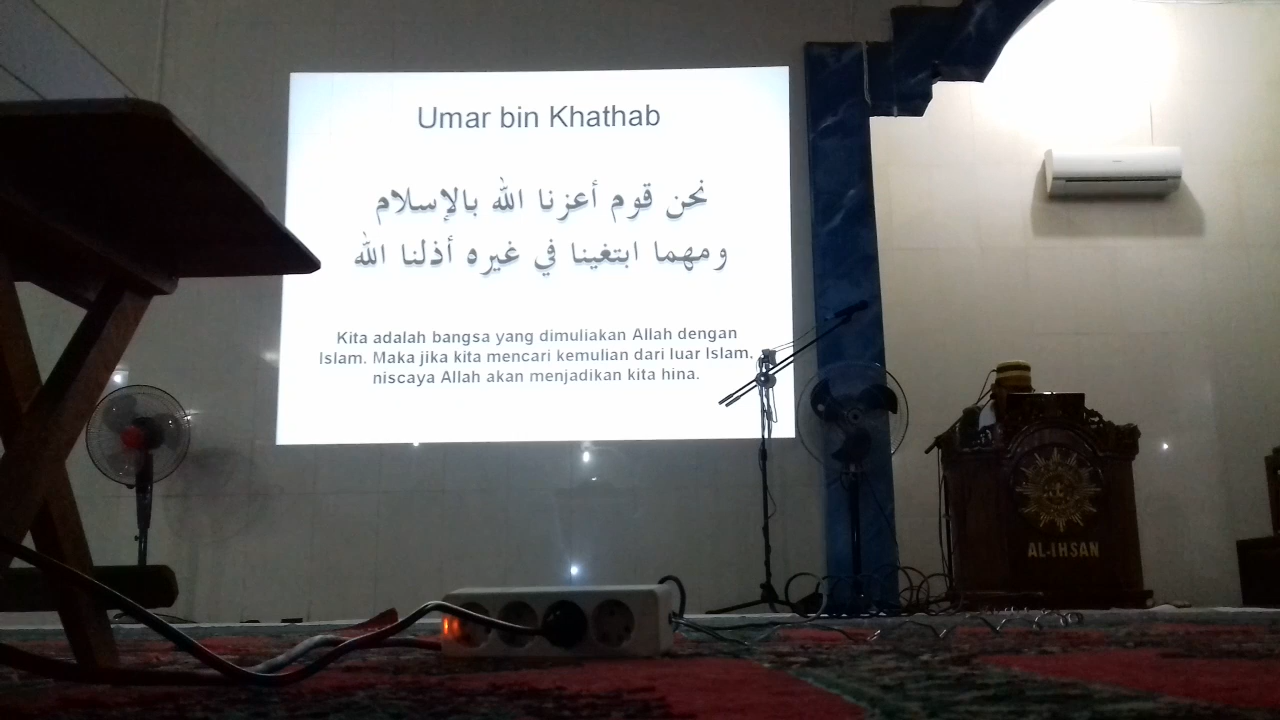 Umar bin Khathab
نحن قوم أعزنا الله بالإسلام
ومهما ابتغينا في غيره أذلنا الله
Kita adalah bangsa yang dimuliakan Allah dengan
Islam. Maka jika kita mencari kemulian dari luar Islam,
niscaya Allah akan menjadikan kita hina.
AL-IHSAN